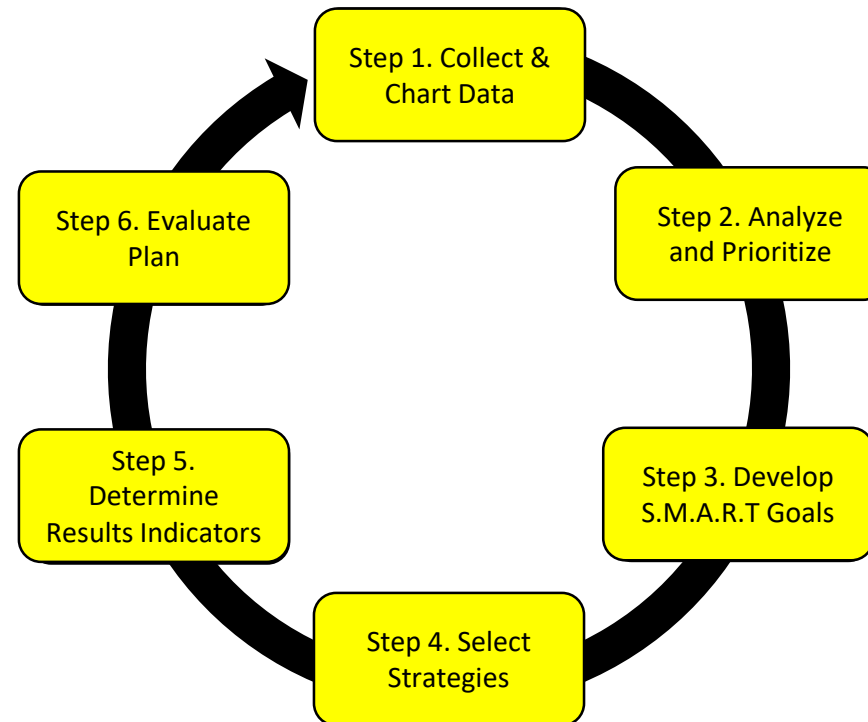 Step 1. Collect &
Chart Data
Step 2. Analyze
and Prioritize
Step 3. Develop
S.M.A.R.T Goals
Step 4. Select
Strategies
Step 5.
Determine
Results Indicators
Step 6. Evaluate
Plan